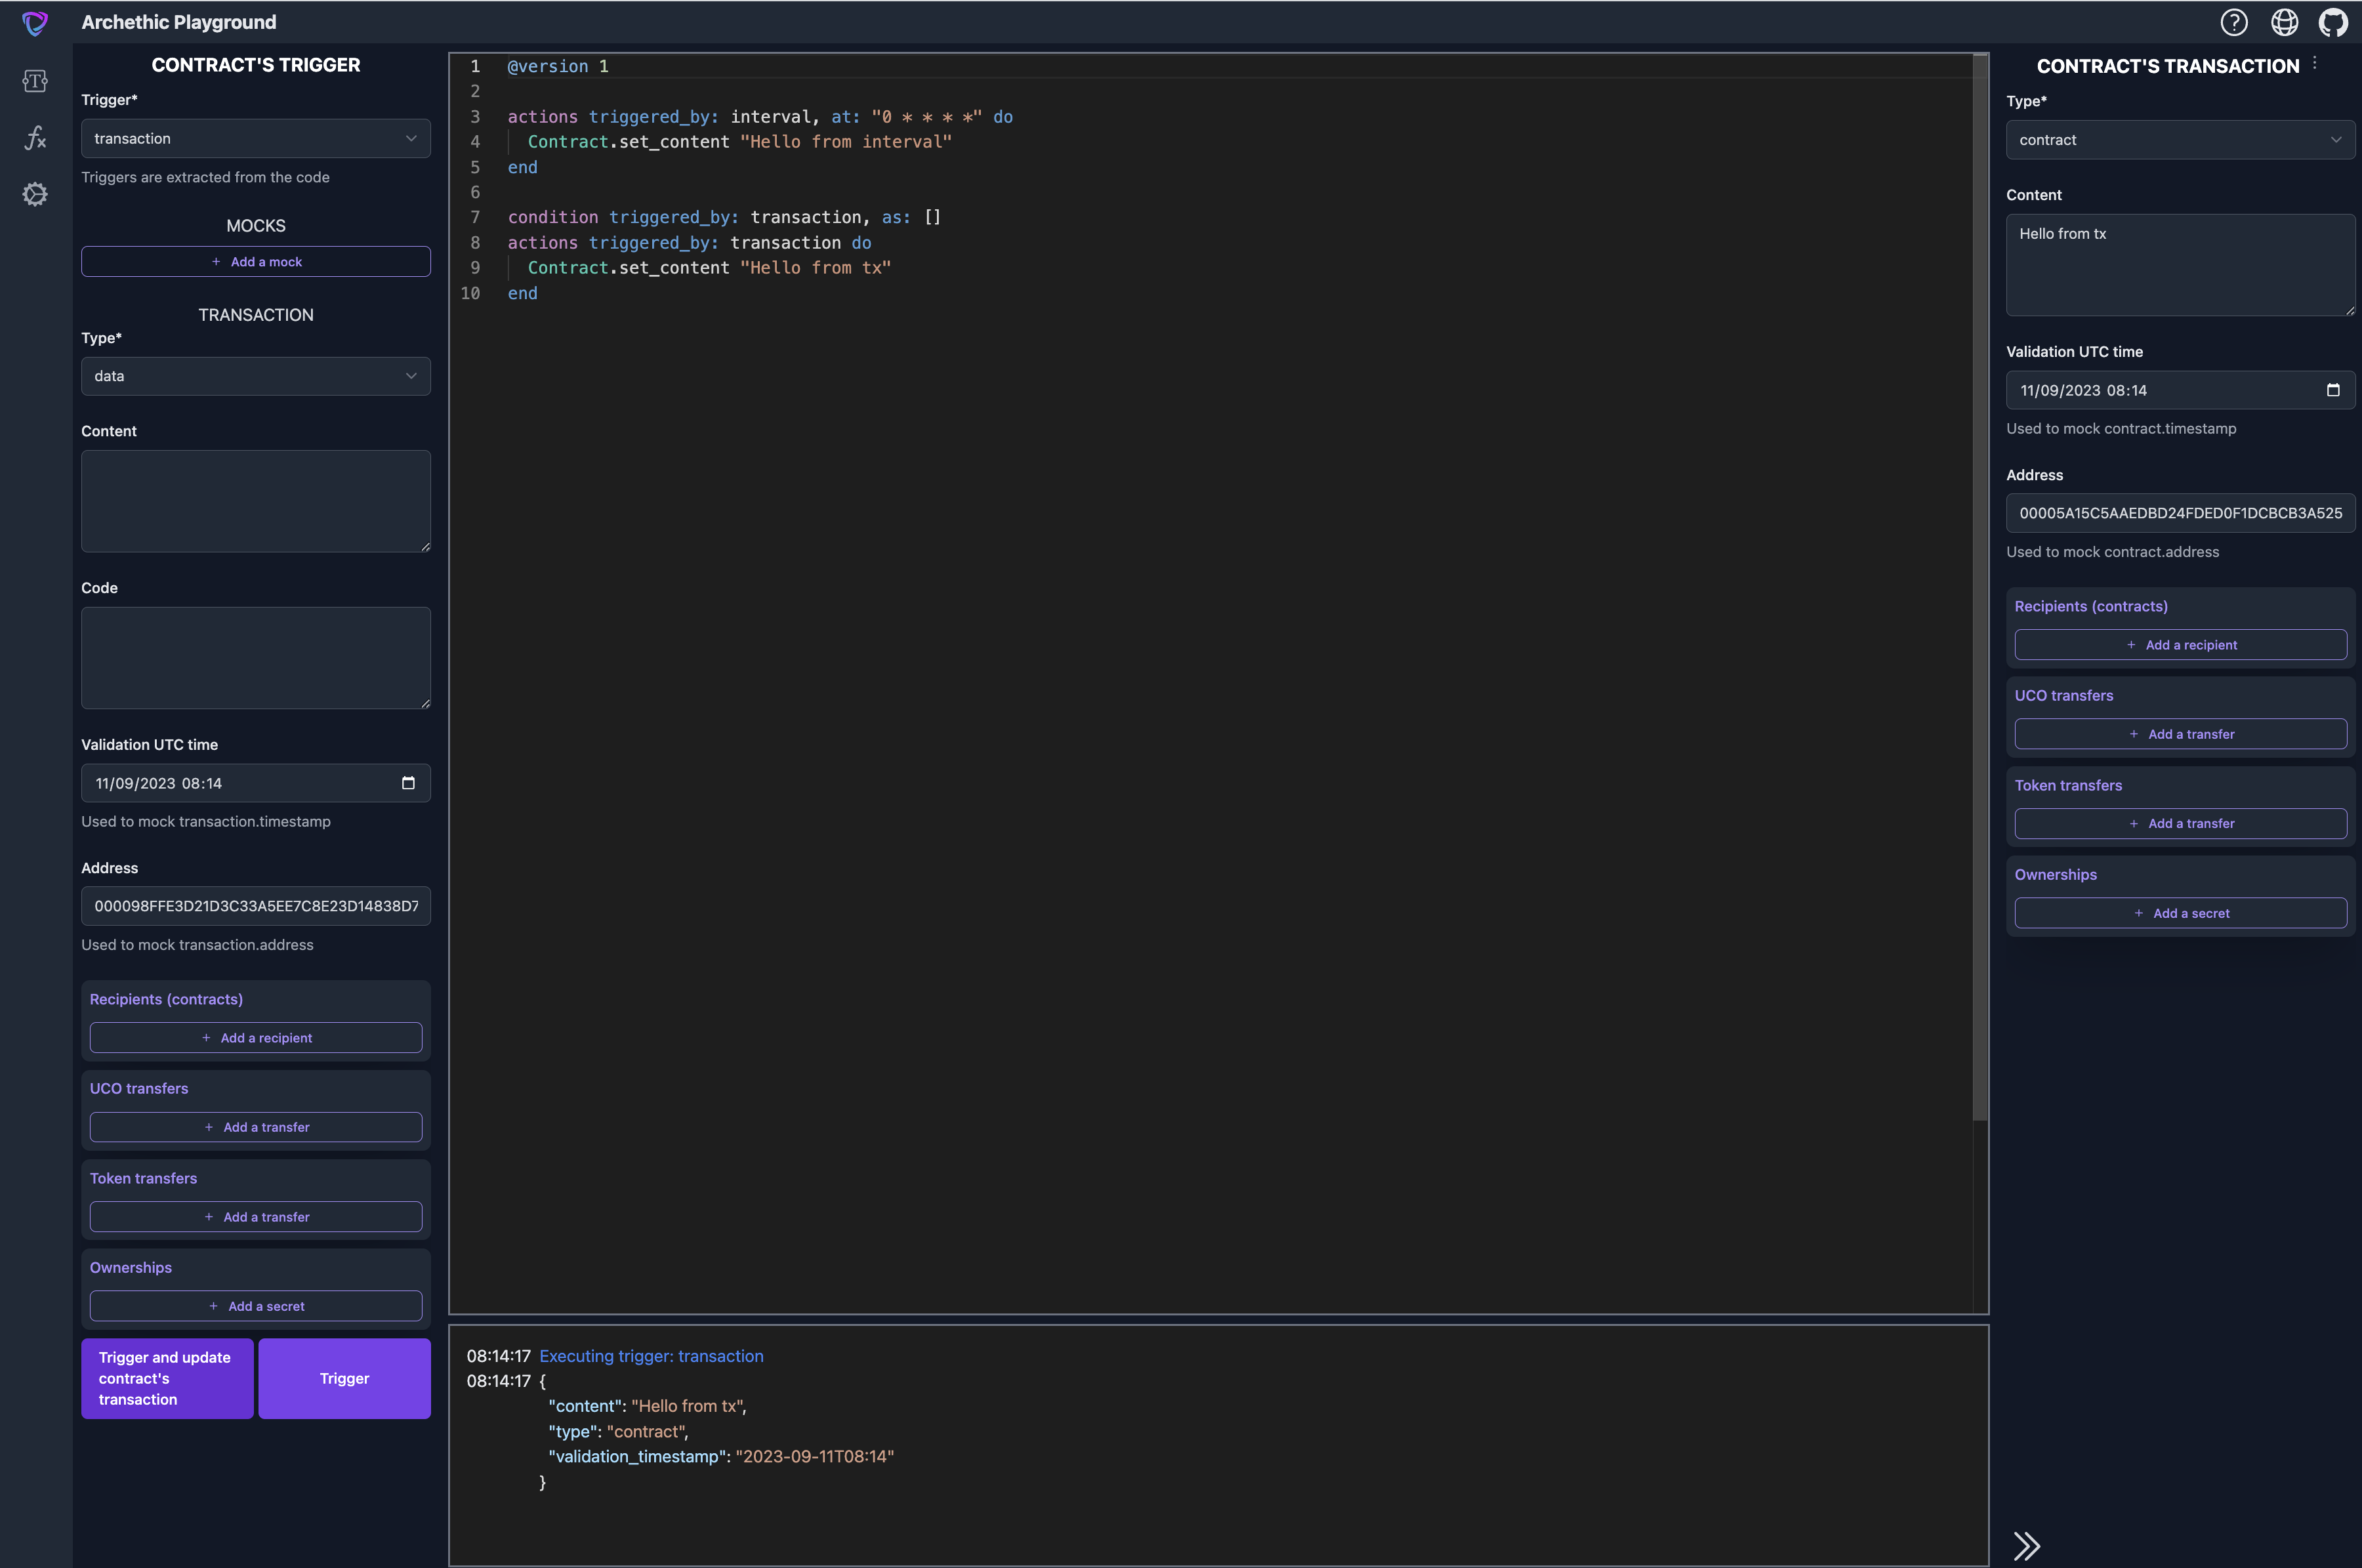 Archethic Playground
CONTRACT'S TRIGGER
Trigger*
transaction
Triggers are extracted from the code
MOCKS
+ Add a mock
TRANSACTION
Type*
data
Content
Code
Validation UTC time
11/09/2023 08:14
Used to mock transaction.timestamp
Address
000098FFE3D21D3C33A5EE7C8E23D14838D7
Used to mock transaction.address
Recipients (contracts)
+ Add a recipient
UCO transfers
+ Add a transfer
Token transfers
+ Add a transfer
Ownerships
+ Add a secret
Trigger and update
contract's
transaction
Trigger
1 @version 1
2
3 actions triggered_by: interval, at: "0 * * * *" do
4 Contract.set_content "Hello from interval"
5 end
6
7 condition triggered_by: transaction, as: []
8 actions triggered_by: transaction do
9 Contract.set_content "Hello from tx"
10 end
08:14:17 Executing trigger: transaction
08:14:17 {
"content": "Hello from tx",
"type": "contract",
"validation_timestamp": "2023-09-11T08:14"
}
CONTRACT'S TRANSACTION
Type*
contract
Content
Hello from tx
Validation UTC time
11/09/2023 08:14
Used to mock contract.timestamp
Address
00005A15C5AAEDBD24FDED0F1DCBCB3A525
Used to mock contract.address
Recipients (contracts)
+ Add a recipient
UCO transfers
+ Add a transfer
Token transfers
+ Add a transfer
Ownerships
+ Add a secret